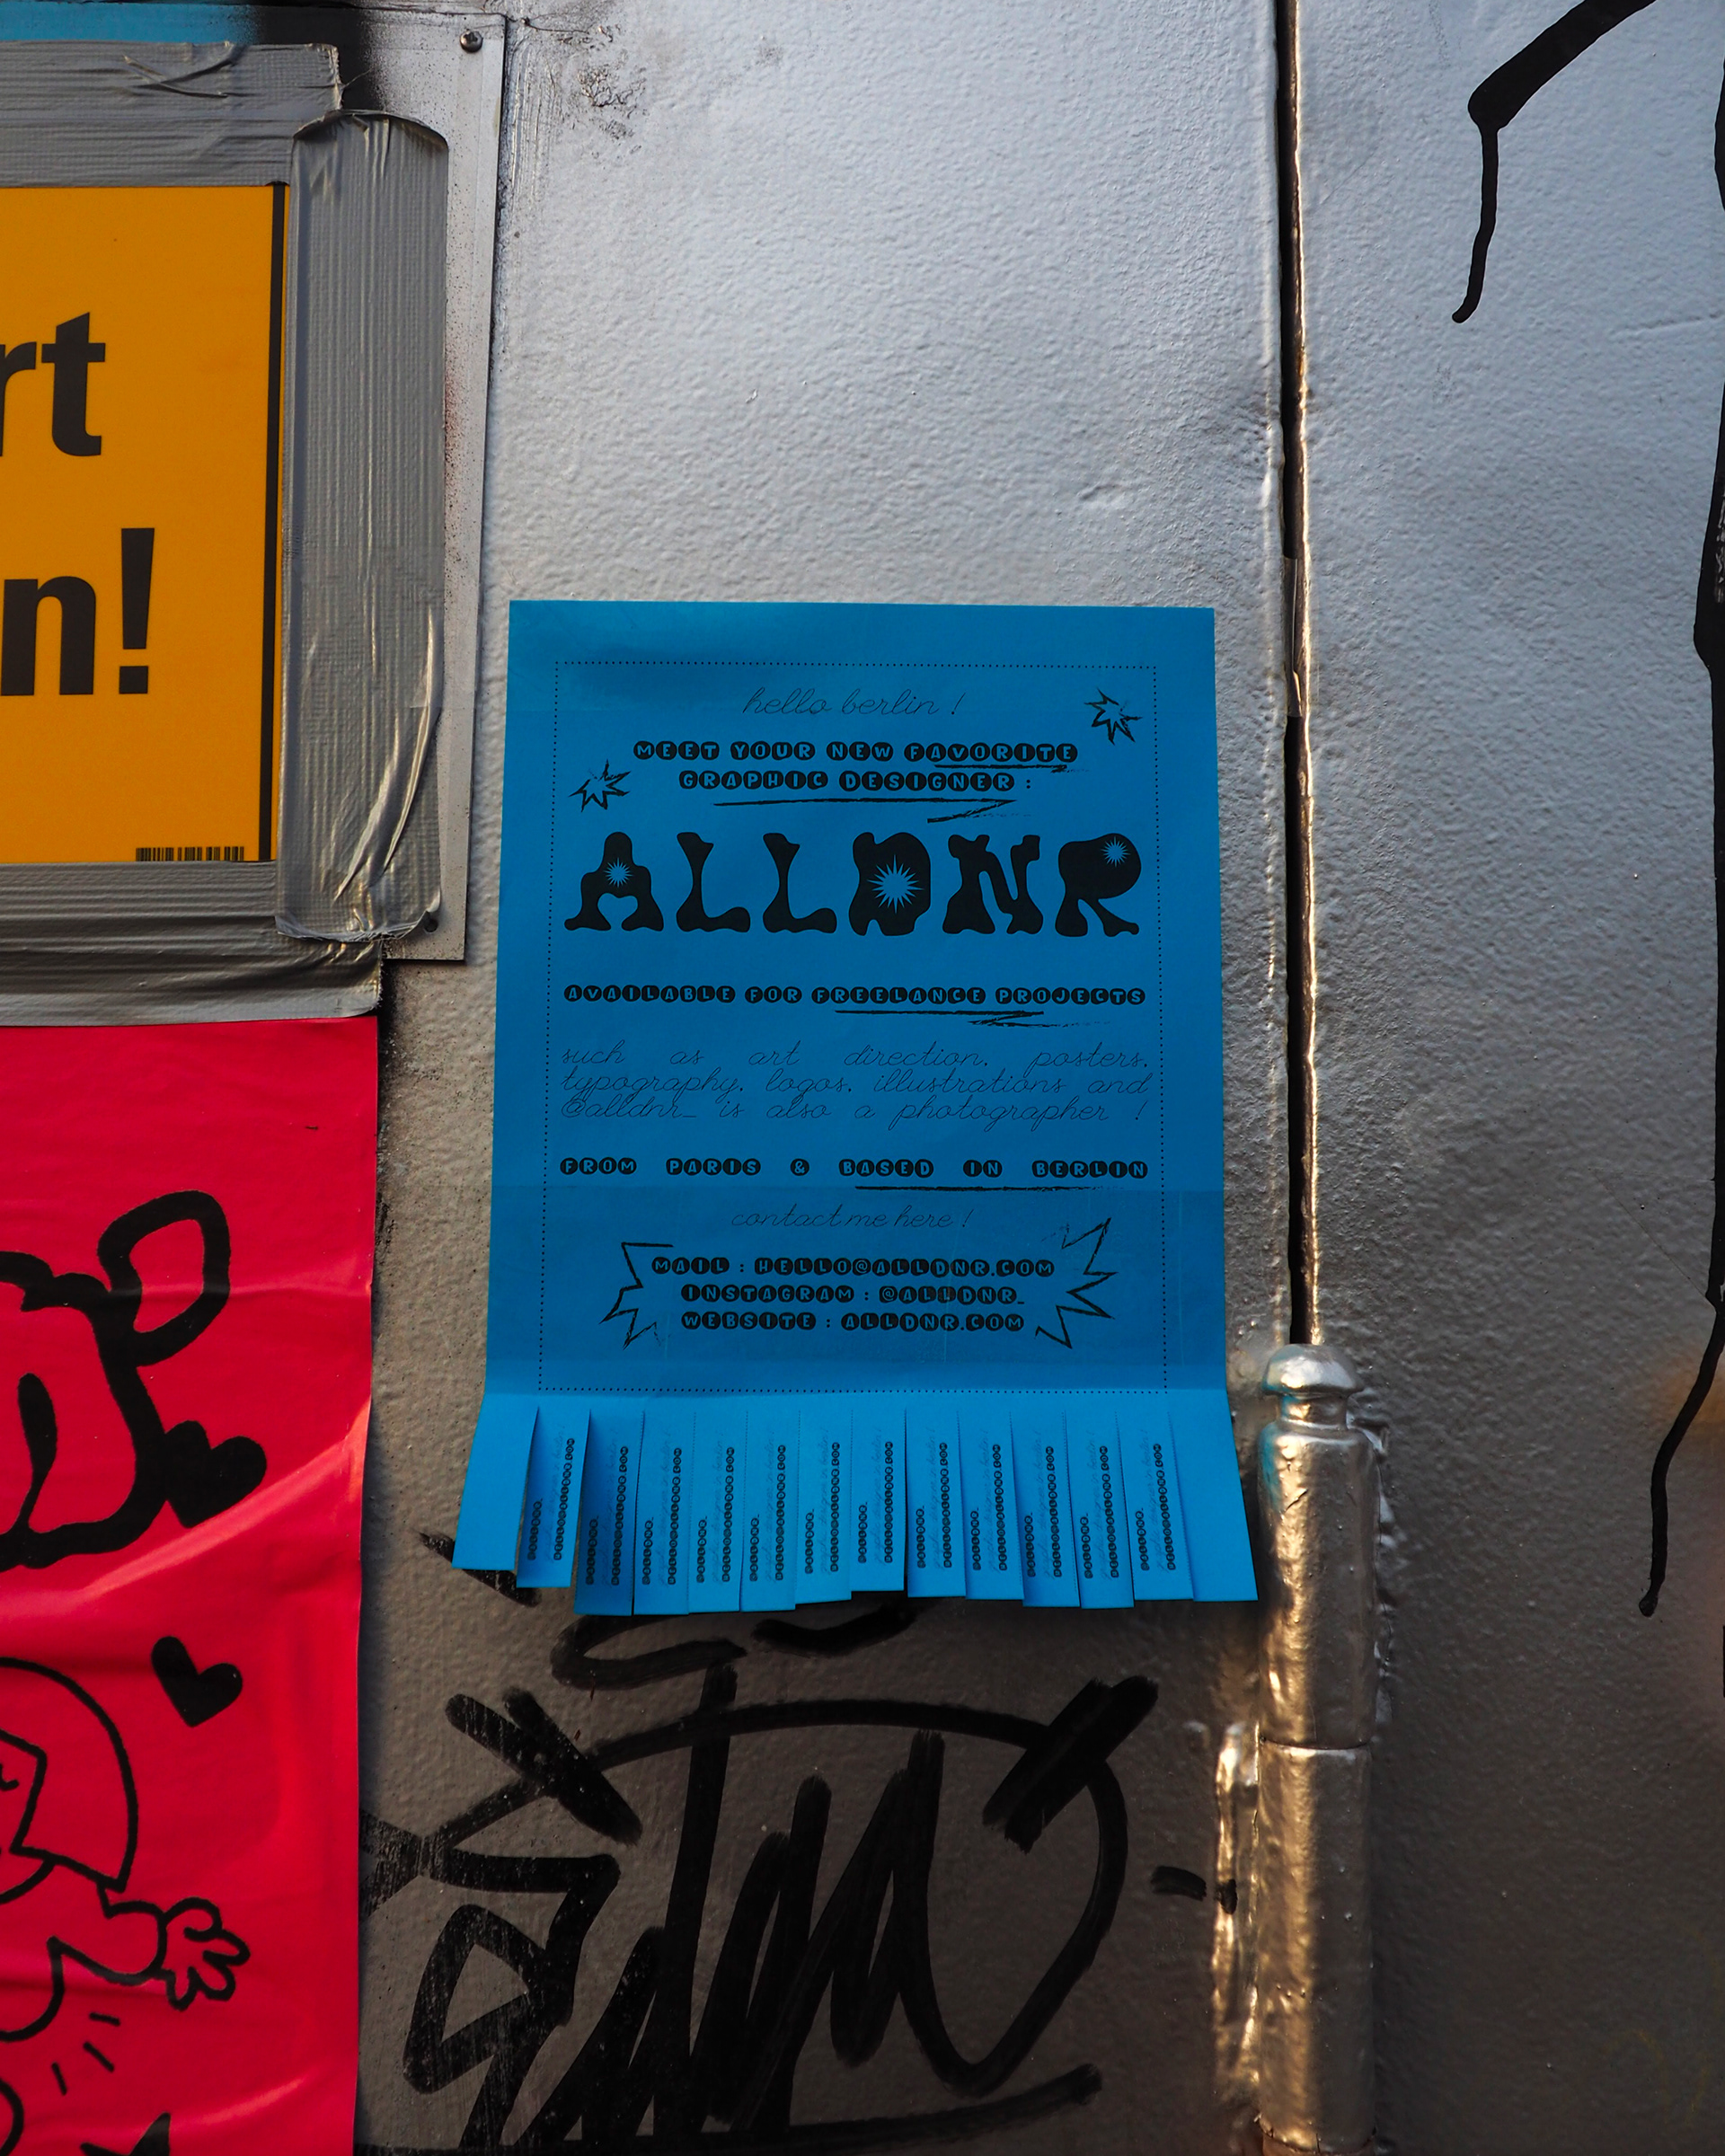 rt
n!
hello berlin !
MEET YOUR NEW FAVORITE
GRAPHIC DESIGNER :
ALLDNR
AVAILABLE FOR FREELANCE PROJECTS
such as art direction, posters,
typography, logos, illustrations and
@alldnr_ is also a photographer !
FROM PARIS & BASED IN BERLIN
contact me here !
MAIL : HELLO@ALLDNR.COM
INSTAGRAM : @ALLDNR_
WEBSITE : ALLDNR.COM